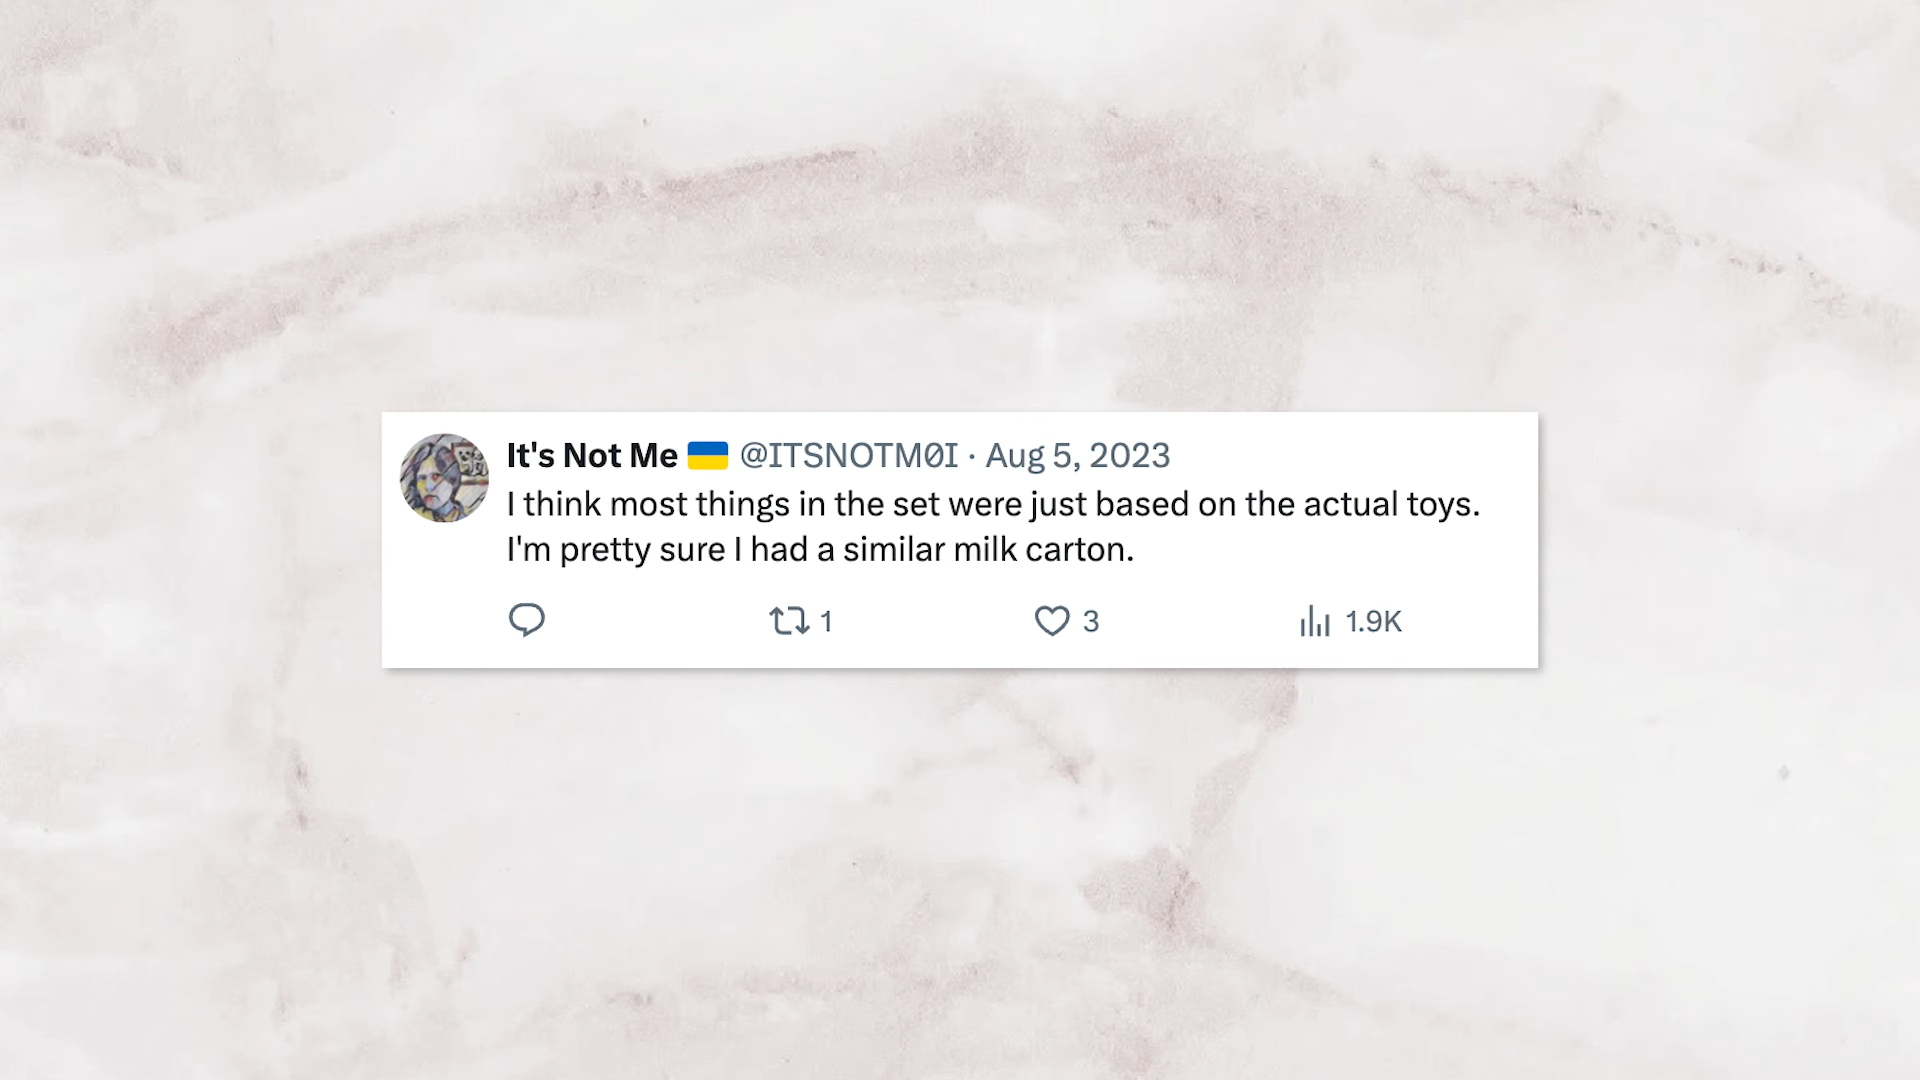 It's Not Me 🇺🇦 @ITSNOTM0I · Aug 5, 2023
I think most things in the set were just based on the actual toys.
I'm pretty sure I had a similar milk carton.
1 3 1.9K